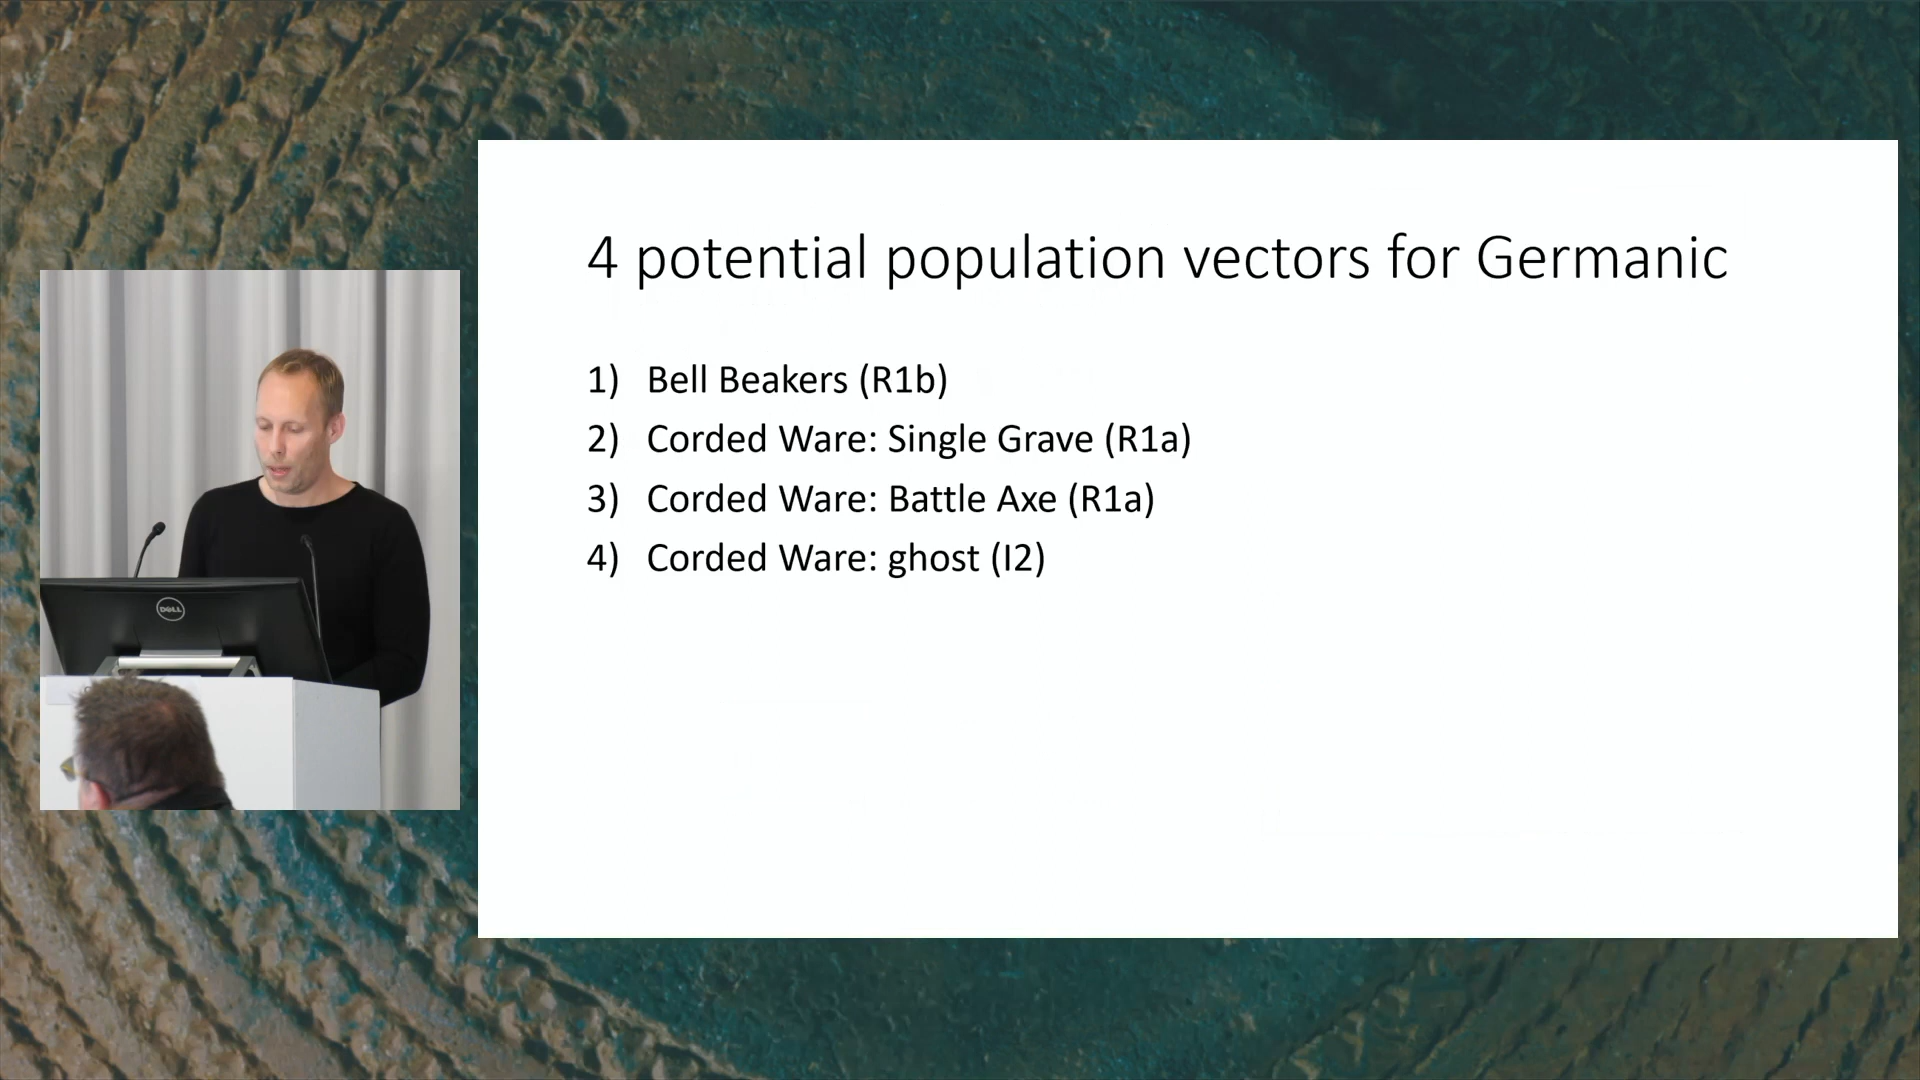 4 potential population vectors for Germanic
1) Bell Beakers (R1b)
2) Corded Ware: Single Grave (R1a)
3) Corded Ware: Battle Axe (R1a)
4) Corded Ware: ghost (I2)
DELL